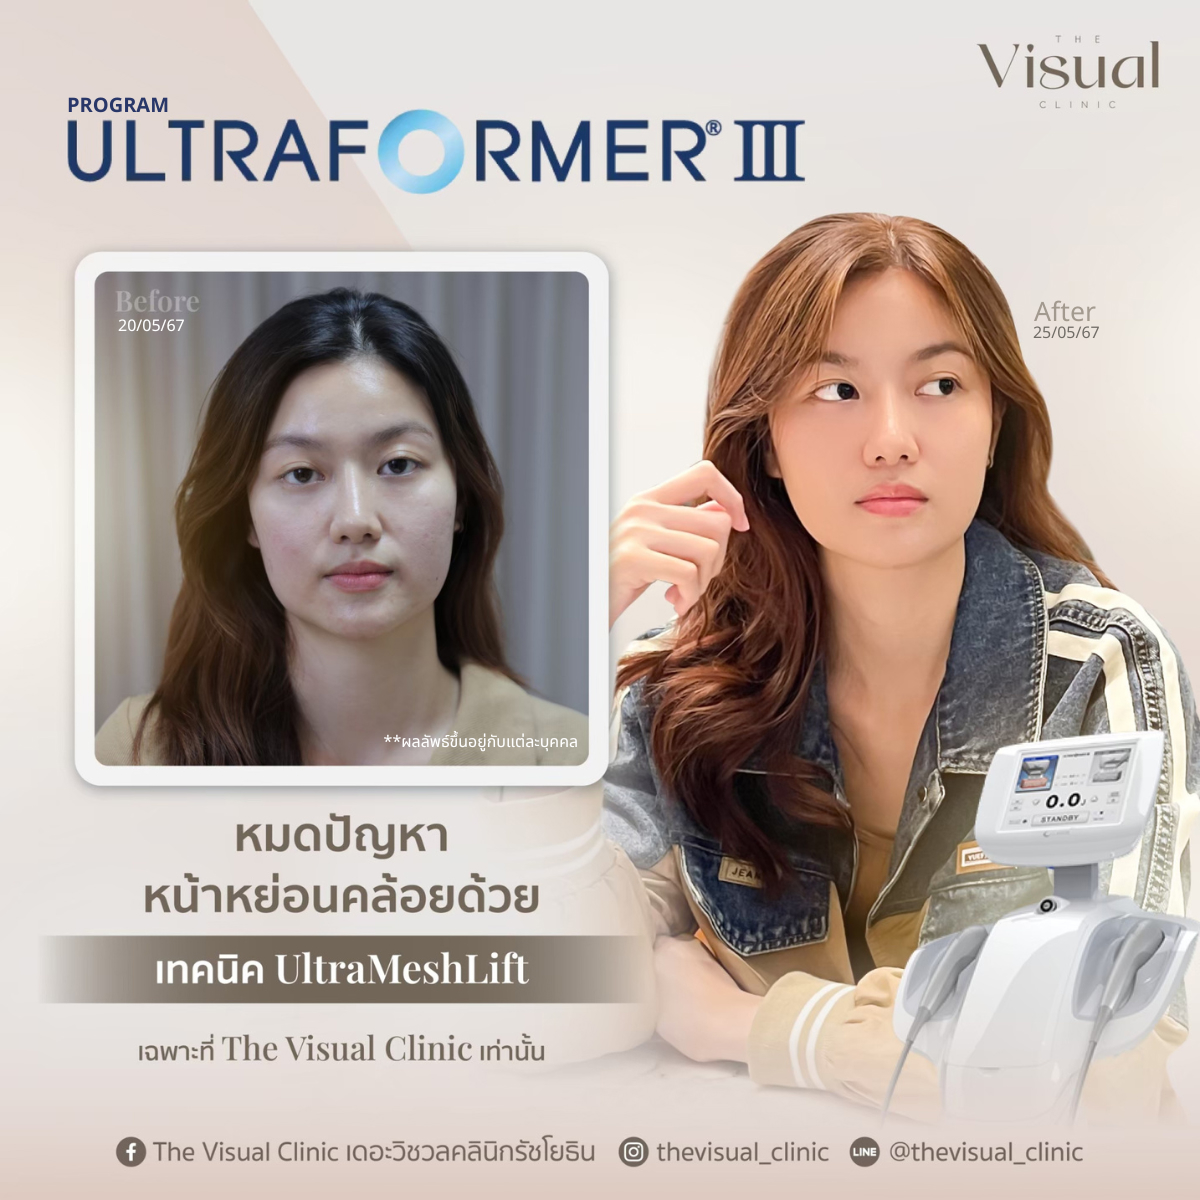 THE
Visual
CLINIC
PROGRAM
ULTRAFORMER® III
Before
20/05/67
After
25/05/67
**ผลลัพธ์ขึ้นอยู่กับแต่ละบุคคล
0.0J
STANDBY
JEAN
หมดปัญหา
หน้าหย่อนคล้อยด้วย
เทคนิค UltraMeshLift
เฉพาะที่ The Visual Clinic เท่านั้น
The Visual Clinic เดอะวิชวลคลินิกรัชโยธิน
thevisual_clinic
LINE @thevisual_clinic